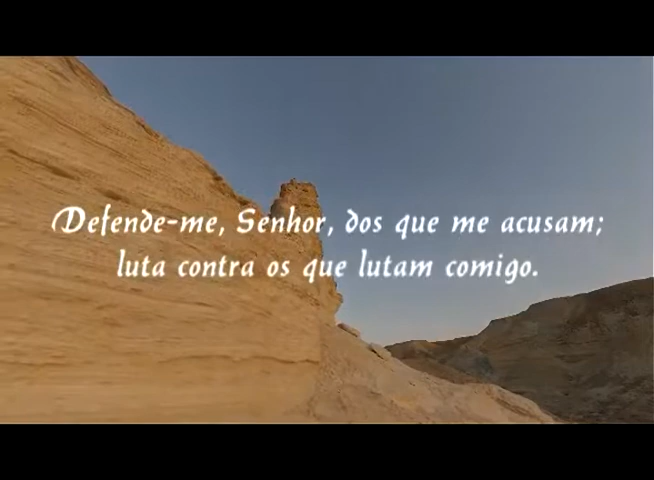 Defende-me, Senhor, dos que me acusam;
luta contra os que lutam comigo.